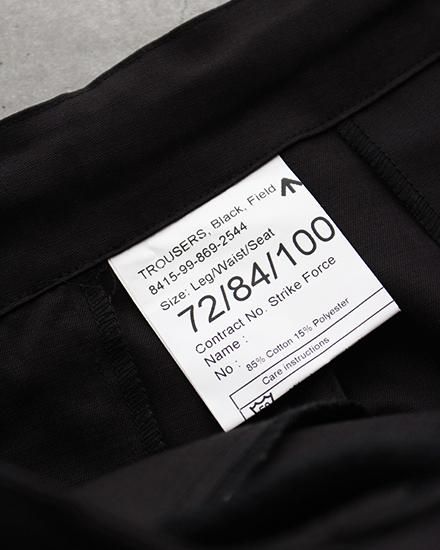 TROUSERS, Black, Field
8415-99-869-2544
Size: Leg/Waist/Seat
72/84/100
Contract No. Strike Force
Name :
No :
85% Cotton 15% Polyester
Care instructions